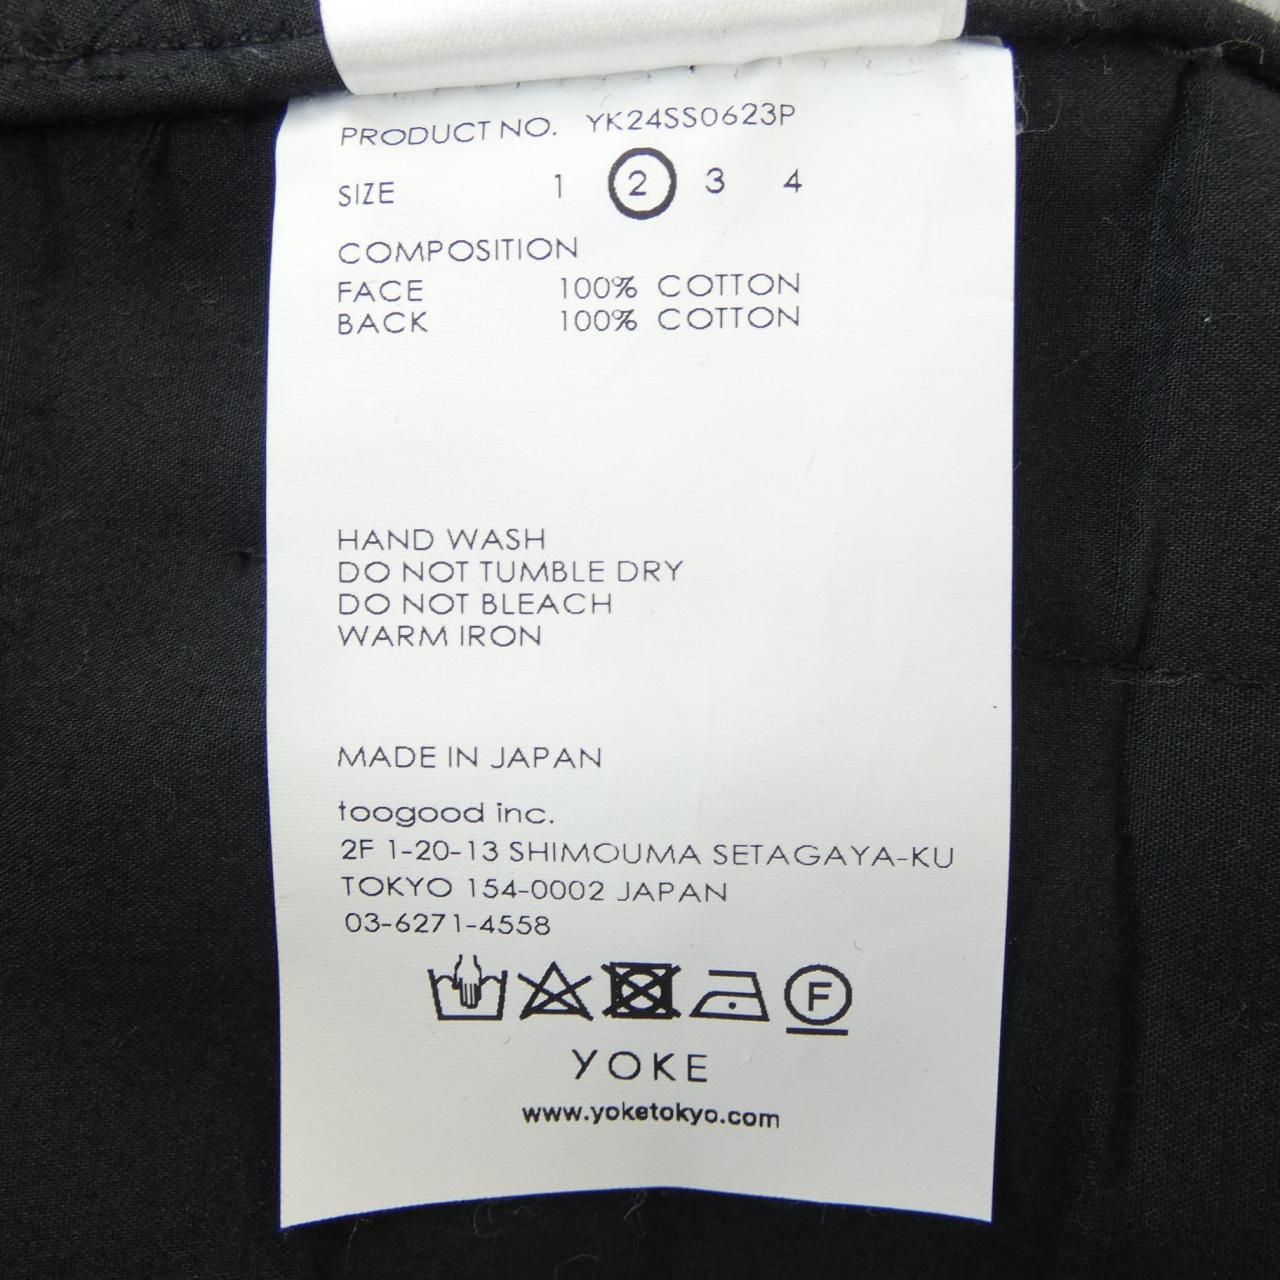 PRODUCT NO. YK24SS0623P
SIZE 1 2 3 4
COMPOSITION
FACE 100% COTTON
BACK 100% COTTON
HAND WASH
DO NOT TUMBLE DRY
DO NOT BLEACH
WARM IRON
MADE IN JAPAN
toogood inc.
2F 1-20-13 SHIMOUMA SETAGAYA-KU
TOKYO 154-0002 JAPAN
03-6271-4558
F
YOKE
www.yoketokyo.com